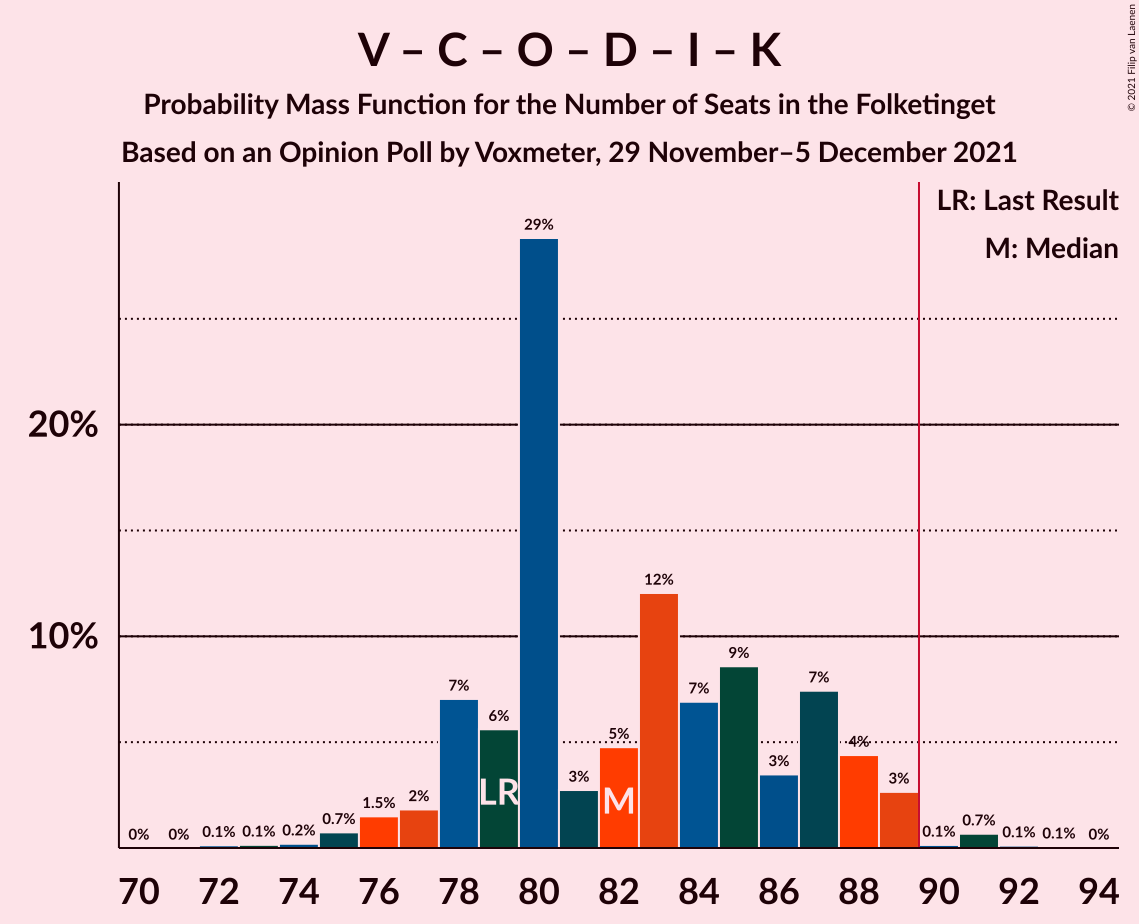 V – C – O – D – I – K
Probability Mass Function for the Number of Seats in the Folketinget
Based on an Opinion Poll by Voxmeter, 29 November–5 December 2021
© 2021 Filip van Laenen
LR: Last Result
M: Median
20%
10%
0% 0% 0.1% 0.1% 0.2% 0.7% 1.5% 2% 7% 6% 29% 3% 5% 12% 7% 9% 3% 7% 4% 3% 0.1% 0.7% 0.1% 0.1% 0%
LR M
70 72 74 76 78 80 82 84 86 88 90 92 94